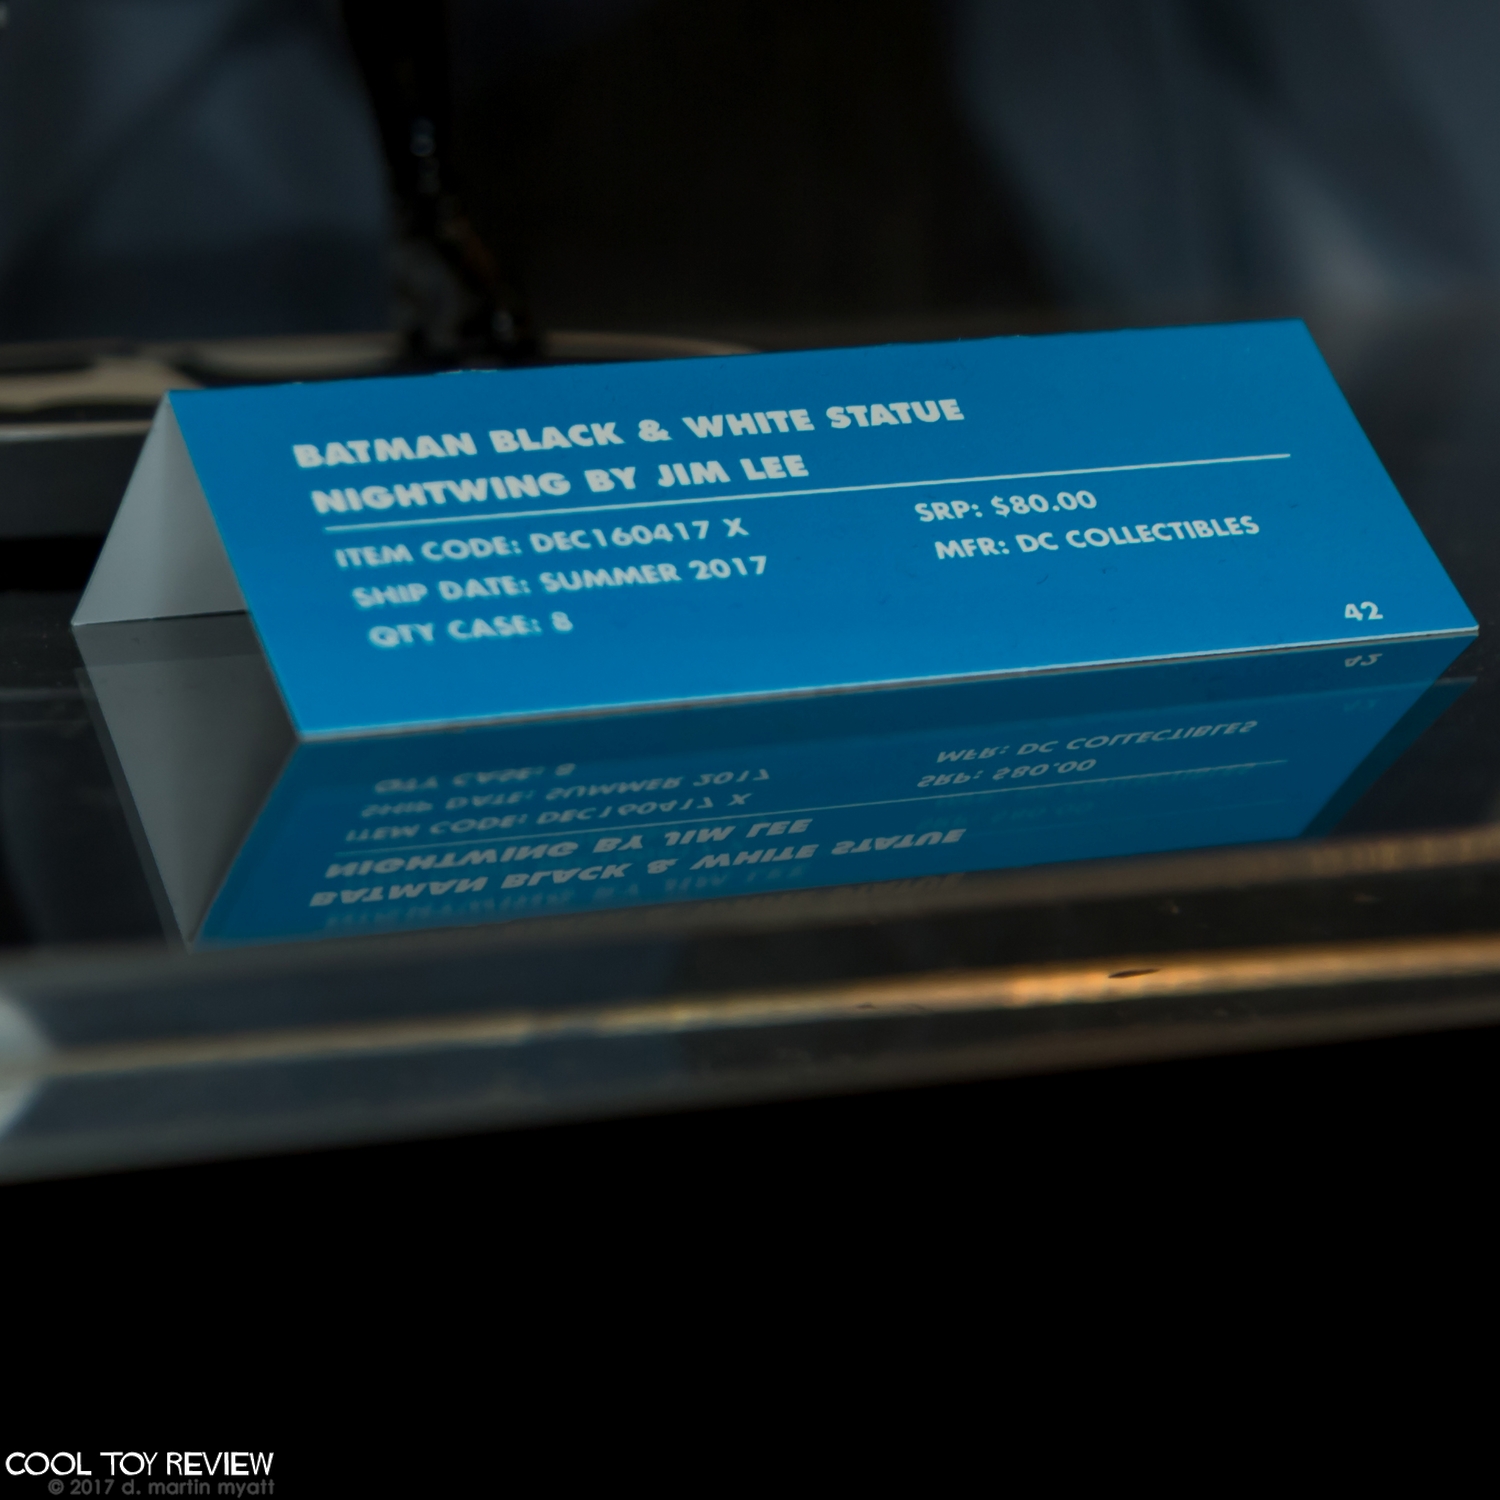 BATMAN BLACK & WHITE STATUE
NIGHTWING BY JIM LEE
ITEM CODE: DEC160417 X
SHIP DATE: SUMMER 2017
QTY CASE: 8
SRP: $80.00
MFR: DC COLLECTIBLES
42
COOL TOY REVIEW
© 2017 d. martin myatt